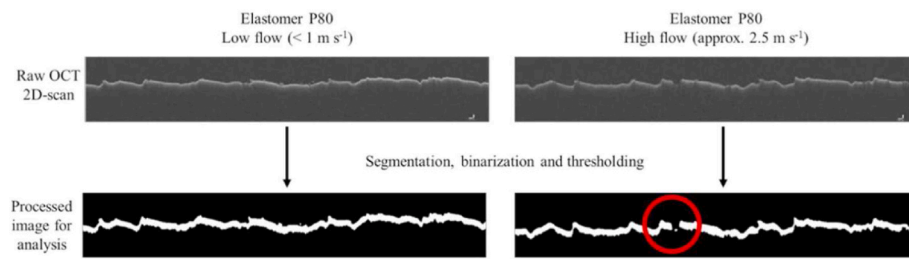 Elastomer P80
Low flow (< 1 m s⁻¹)
Elastomer P80
High flow (approx. 2.5 m s⁻¹)
Raw OCT
2D-scan
Segmentation, binarization and thresholding
Processed
image for
analysis